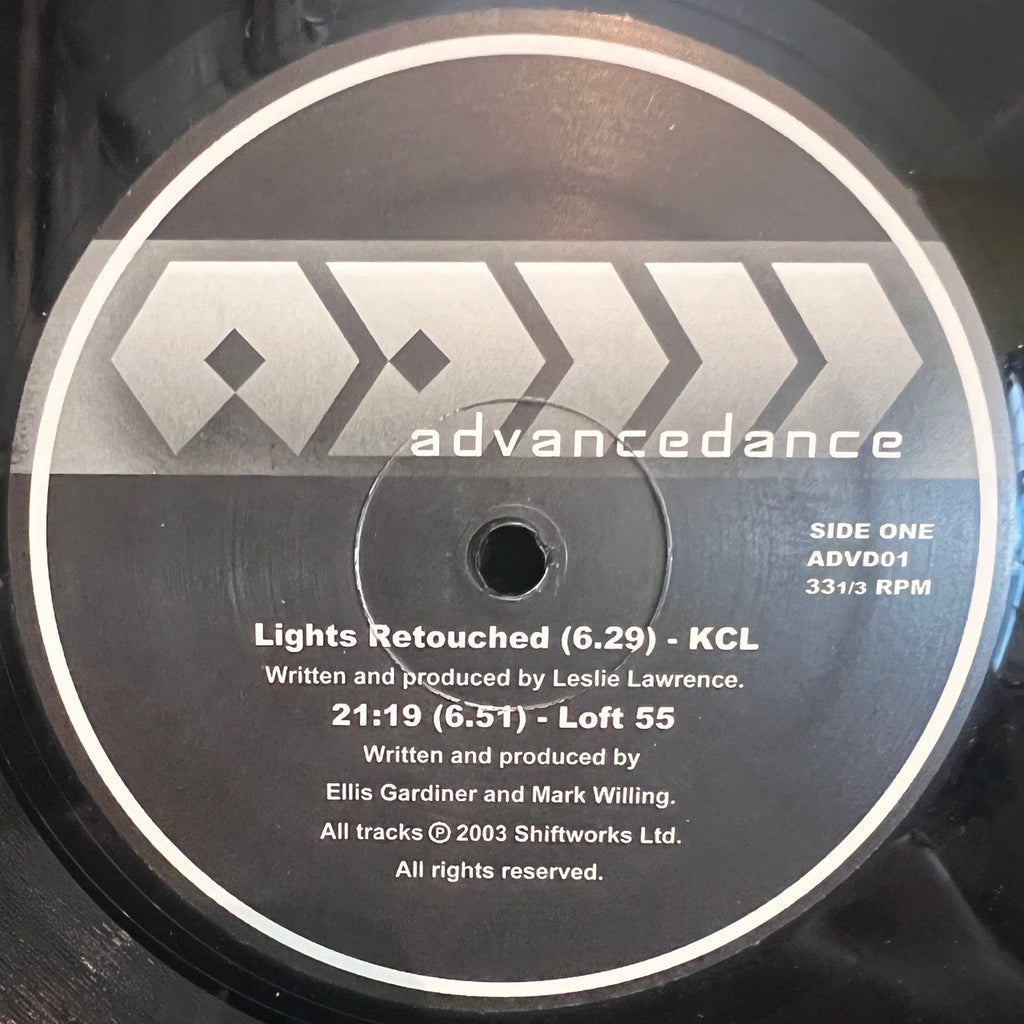 advancedance
SIDE ONE
ADVD01
331/3 RPM
Lights Retouched (6.29) - KCL
Written and produced by Leslie Lawrence.
21:19 (6.51) - Loft 55
Written and produced by
Ellis Gardiner and Mark Willing.
All tracks ℗ 2003 Shiftworks Ltd.
All rights reserved.